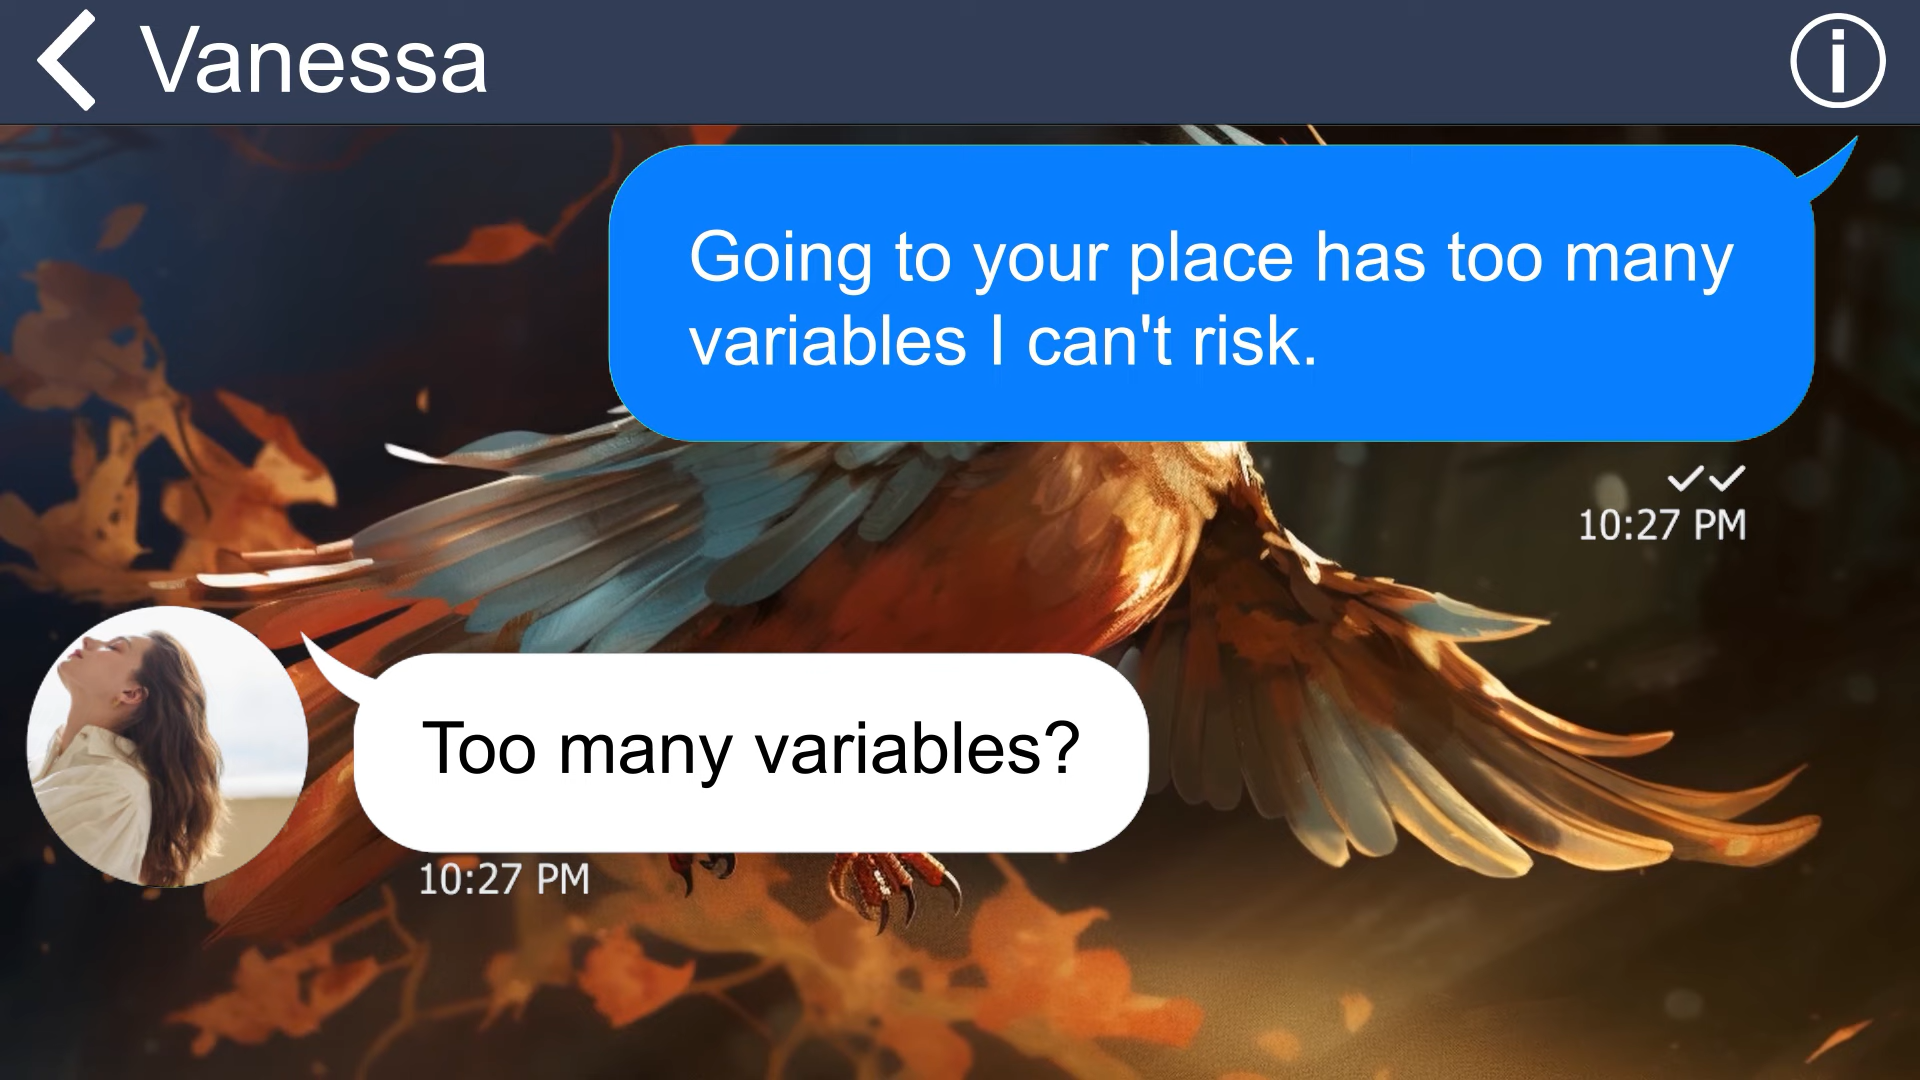 Vanessa
Going to your place has too many
variables I can't risk.
10:27 PM
Too many variables?
10:27 PM